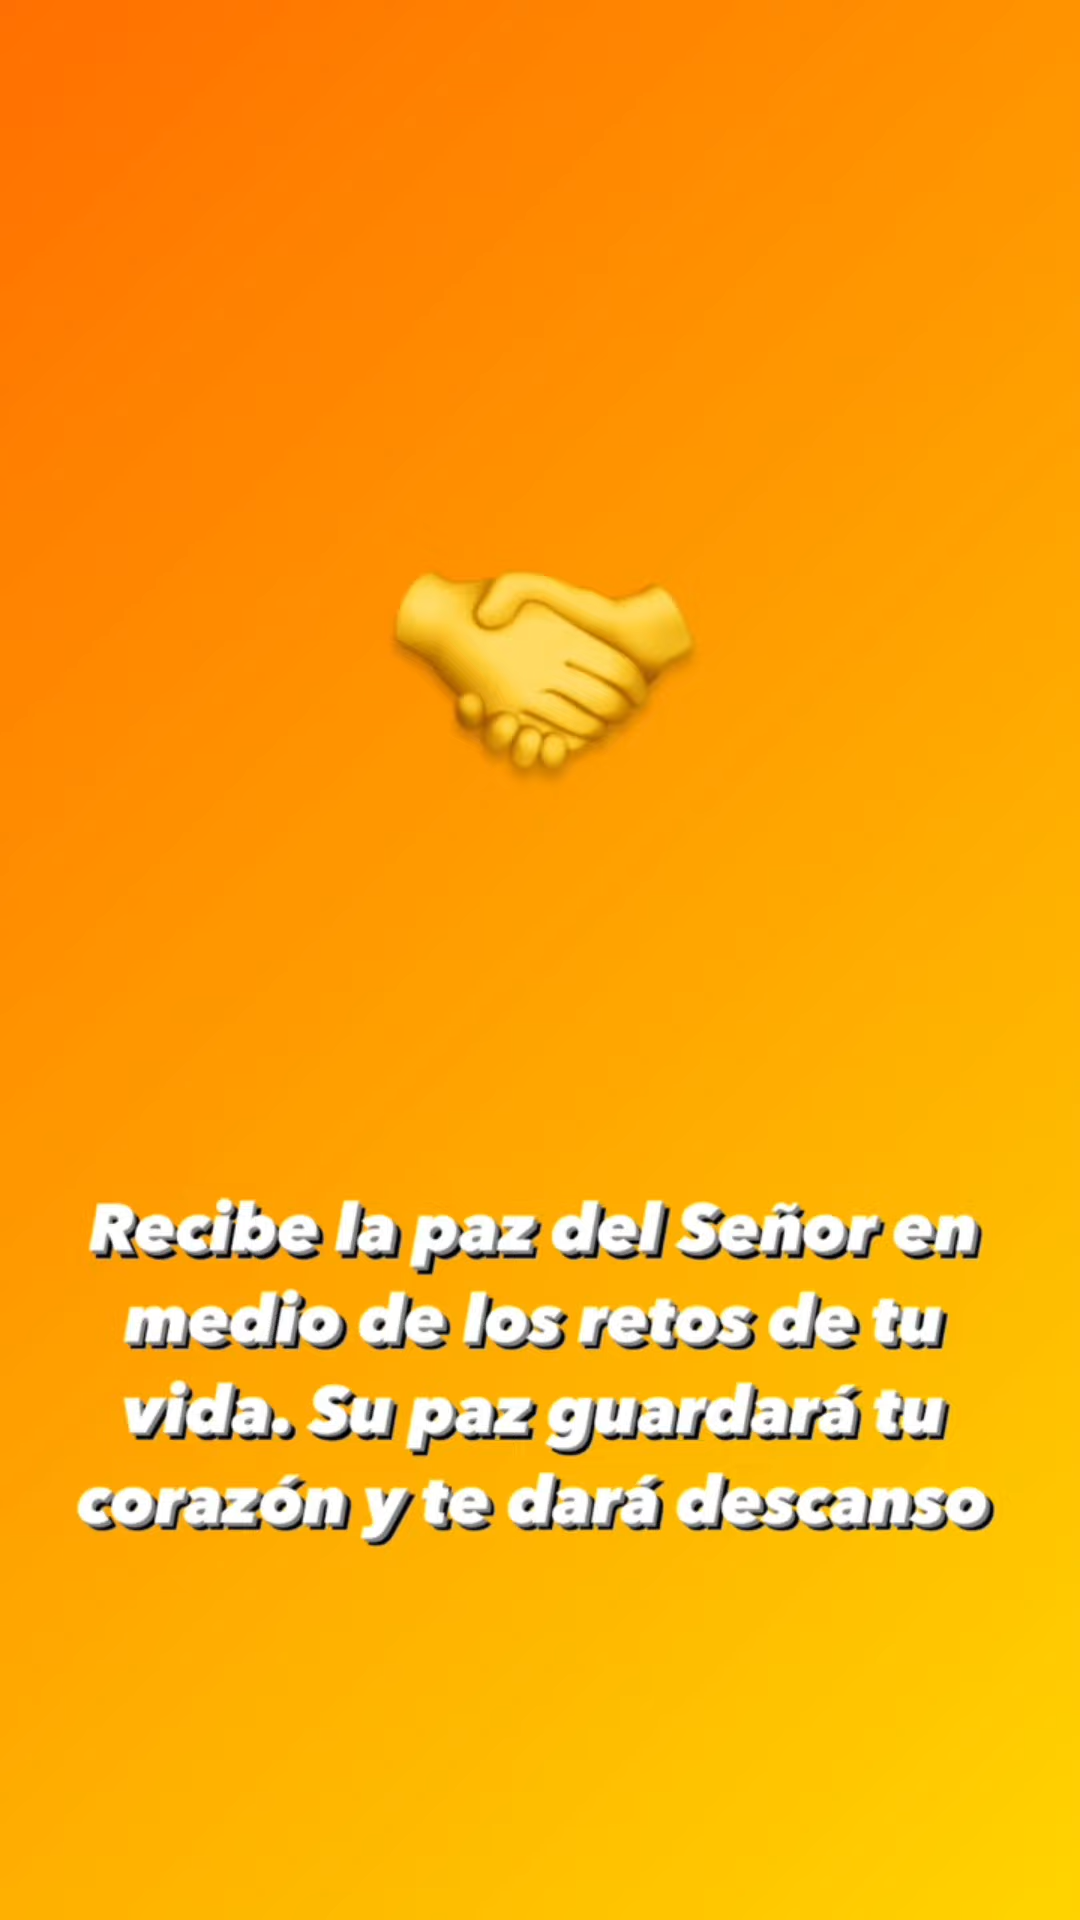 Recibe la paz del Señor en
medio de los retos de tu
vida. Su paz guardará tu
corazón y te dará descanso